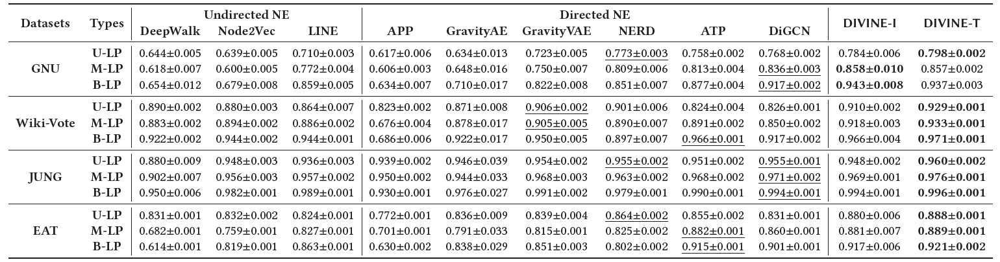 Datasets Types Undirected NE Directed NE DIVINE-I DIVINE-T
DeepWalk Node2Vec LINE APP GravityAE GravityVAE NERD ATP DiGCN
GNU
U-LP 0.644±0.005 0.639±0.005 0.710±0.003 0.617±0.006 0.634±0.013 0.723±0.005 0.773±0.003 0.758±0.002 0.768±0.002 0.784±0.006 0.798±0.002
M-LP 0.618±0.007 0.600±0.005 0.772±0.004 0.606±0.003 0.648±0.016 0.750±0.007 0.809±0.006 0.813±0.004 0.836±0.003 0.858±0.010 0.857±0.002
B-LP 0.654±0.012 0.679±0.008 0.859±0.005 0.634±0.007 0.710±0.017 0.822±0.008 0.851±0.007 0.877±0.004 0.917±0.002 0.943±0.008 0.937±0.003
Wiki-Vote
U-LP 0.890±0.002 0.880±0.003 0.864±0.007 0.823±0.002 0.871±0.008 0.906±0.002 0.901±0.006 0.824±0.004 0.826±0.001 0.910±0.002 0.929±0.001
M-LP 0.883±0.002 0.894±0.002 0.886±0.002 0.676±0.004 0.878±0.017 0.905±0.005 0.890±0.007 0.891±0.002 0.850±0.002 0.918±0.003 0.933±0.001
B-LP 0.922±0.002 0.944±0.002 0.944±0.001 0.686±0.006 0.922±0.017 0.950±0.005 0.897±0.007 0.966±0.001 0.917±0.002 0.966±0.004 0.971±0.001
JUNG
U-LP 0.880±0.009 0.948±0.003 0.936±0.003 0.939±0.002 0.946±0.039 0.954±0.002 0.955±0.002 0.951±0.002 0.955±0.001 0.948±0.002 0.960±0.002
M-LP 0.902±0.007 0.956±0.003 0.957±0.002 0.950±0.002 0.944±0.033 0.968±0.003 0.963±0.002 0.968±0.002 0.971±0.002 0.969±0.001 0.976±0.001
B-LP 0.950±0.006 0.982±0.001 0.989±0.001 0.930±0.001 0.976±0.027 0.991±0.002 0.979±0.001 0.990±0.001 0.994±0.001 0.994±0.001 0.996±0.001
EAT
U-LP 0.831±0.001 0.832±0.002 0.824±0.001 0.772±0.001 0.836±0.009 0.839±0.004 0.864±0.002 0.855±0.002 0.831±0.001 0.880±0.006 0.888±0.001
M-LP 0.682±0.001 0.759±0.001 0.827±0.001 0.701±0.001 0.791±0.033 0.815±0.001 0.825±0.002 0.882±0.001 0.860±0.001 0.881±0.007 0.889±0.001
B-LP 0.614±0.001 0.819±0.001 0.863±0.001 0.630±0.002 0.838±0.029 0.851±0.003 0.802±0.002 0.915±0.001 0.901±0.001 0.917±0.006 0.921±0.002